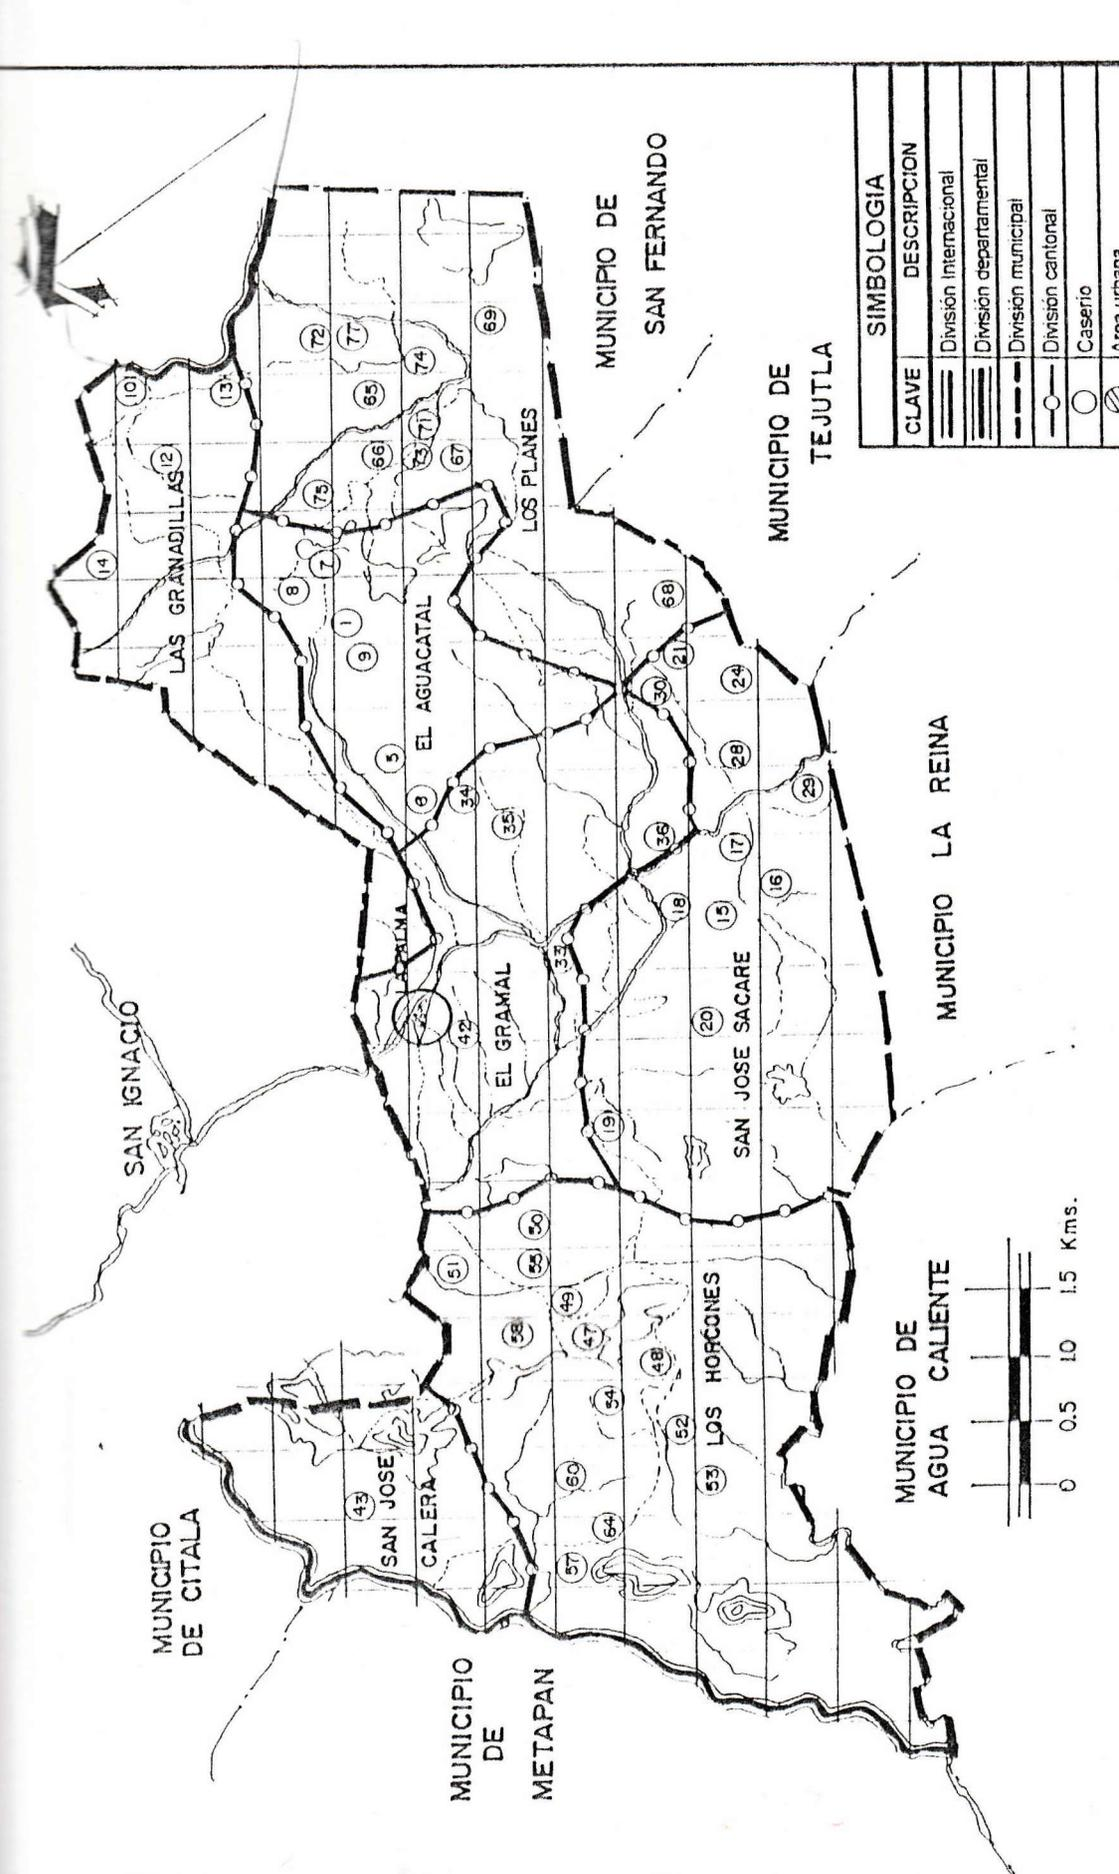 MUNICIPIO
DE CITALA
SAN IGNACIO
MUNICIPIO
DE
METAPAN
SAN JOSE
CALERA
43
LAS GRANADILLAS
14
12
10
13
LA PALMA
EL AGUACATAL
8
7
1
9
5
6
LOS PLANES
72
77
74
69
65
66
73
71
67
75
68
EL GRAMAL
42
34
35
33
36
30
19
SAN JOSE SACARE
21
24
28
29
17
16
15
18
20
LOS HORCONES
51
50
55
49
58
47
48
54
52
53
60
64
57
MUNICIPIO DE
SAN FERNANDO
MUNICIPIO DE
TEJUTLA
MUNICIPIO LA REINA
MUNICIPIO DE
AGUA CALIENTE
0 0.5 1.0 1.5 Kms.
SIMBOLOGIA
CLAVE DESCRIPCION
División Internacional
División departamental
División municipal
División cantonal
Caserio
Area urbana